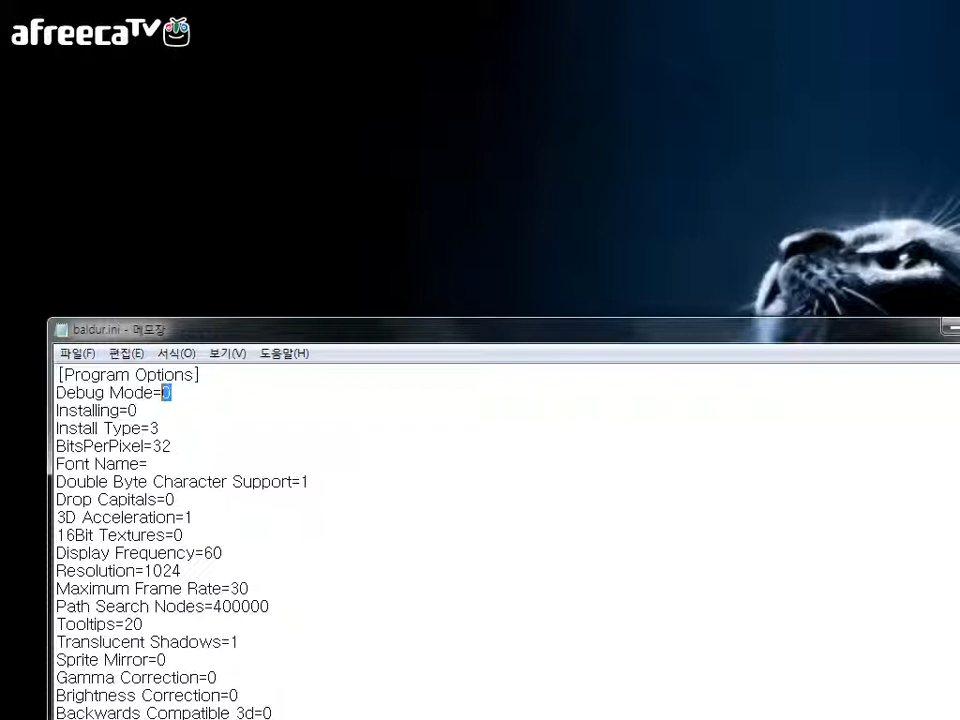 afreecaTV
baldur.ini - 메모장
파일(F) 편집(E) 서식(O) 보기(V) 도움말(H)
[Program Options]
Debug Mode=0
Installing=0
Install Type=3
BitsPerPixel=32
Font Name=
Double Byte Character Support=1
Drop Capitals=0
3D Acceleration=1
16Bit Textures=0
Display Frequency=60
Resolution=1024
Maximum Frame Rate=30
Path Search Nodes=400000
Tooltips=20
Translucent Shadows=1
Sprite Mirror=0
Gamma Correction=0
Brightness Correction=0
Backwards Compatible 3d=0